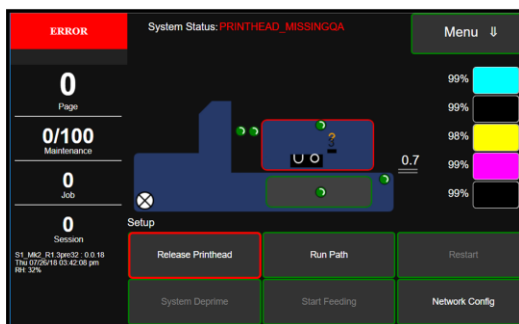 ERROR
System Status: PRINTHEAD_MISSINGQA
Menu ⇓
0
Page
0/100
Maintenance
0
Job
0
Session
S1_Mk2_R1.3pre32 : 0.0.18
Thu 07/26/18 03:42:08 pm
RH: 32%
?
U O
0.7
99%
99%
98%
99%
99%
Setup
Release Printhead
Run Path
Restart
System Deprime
Start Feeding
Network Config